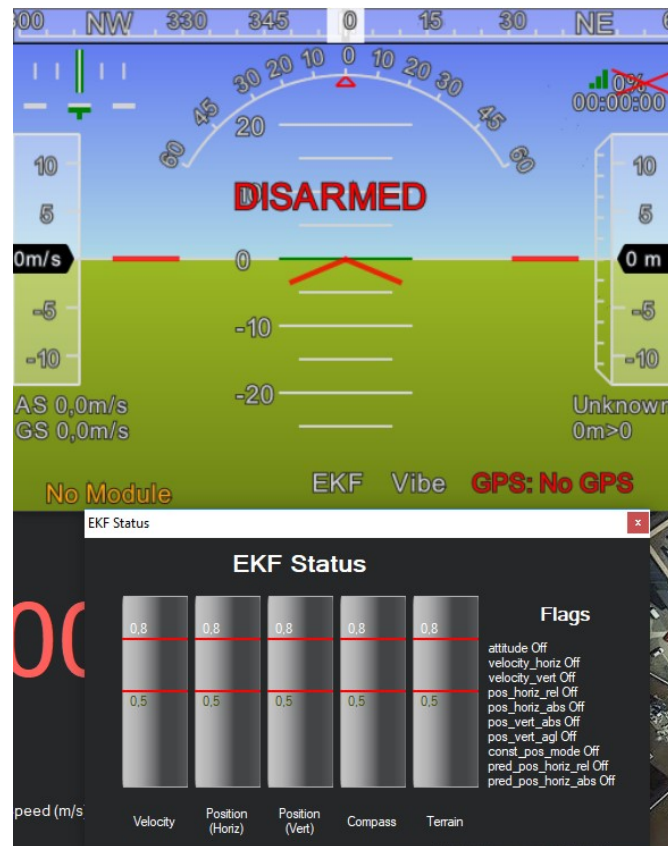 NW 330 345 0 15 30 NE
60 45 30 20 10 0 10 20 30 45 60
0%
00:00:00
20
10
5
0m/s
-5
-10
DISARMED
0
-10
-20
10
5
0 m
-5
-10
AS 0,0m/s
GS 0,0m/s
Unknown
0m>0
No Module
EKF
Vibe
GPS: No GPS
EKF Status
x
EKF Status
00
0,8 0,8 0,8 0,8 0,8
0,5 0,5 0,5 0,5 0,5
Flags
attitude Off
velocity_horiz Off
velocity_vert Off
pos_horiz_rel Off
pos_horiz_abs Off
pos_vert_abs Off
pos_vert_agl Off
const_pos_mode Off
pred_pos_horiz_rel Off
pred_pos_horiz_abs Off
peed (m/s
Velocity
Position
(Horiz)
Position
(Vert)
Compass
Terrain